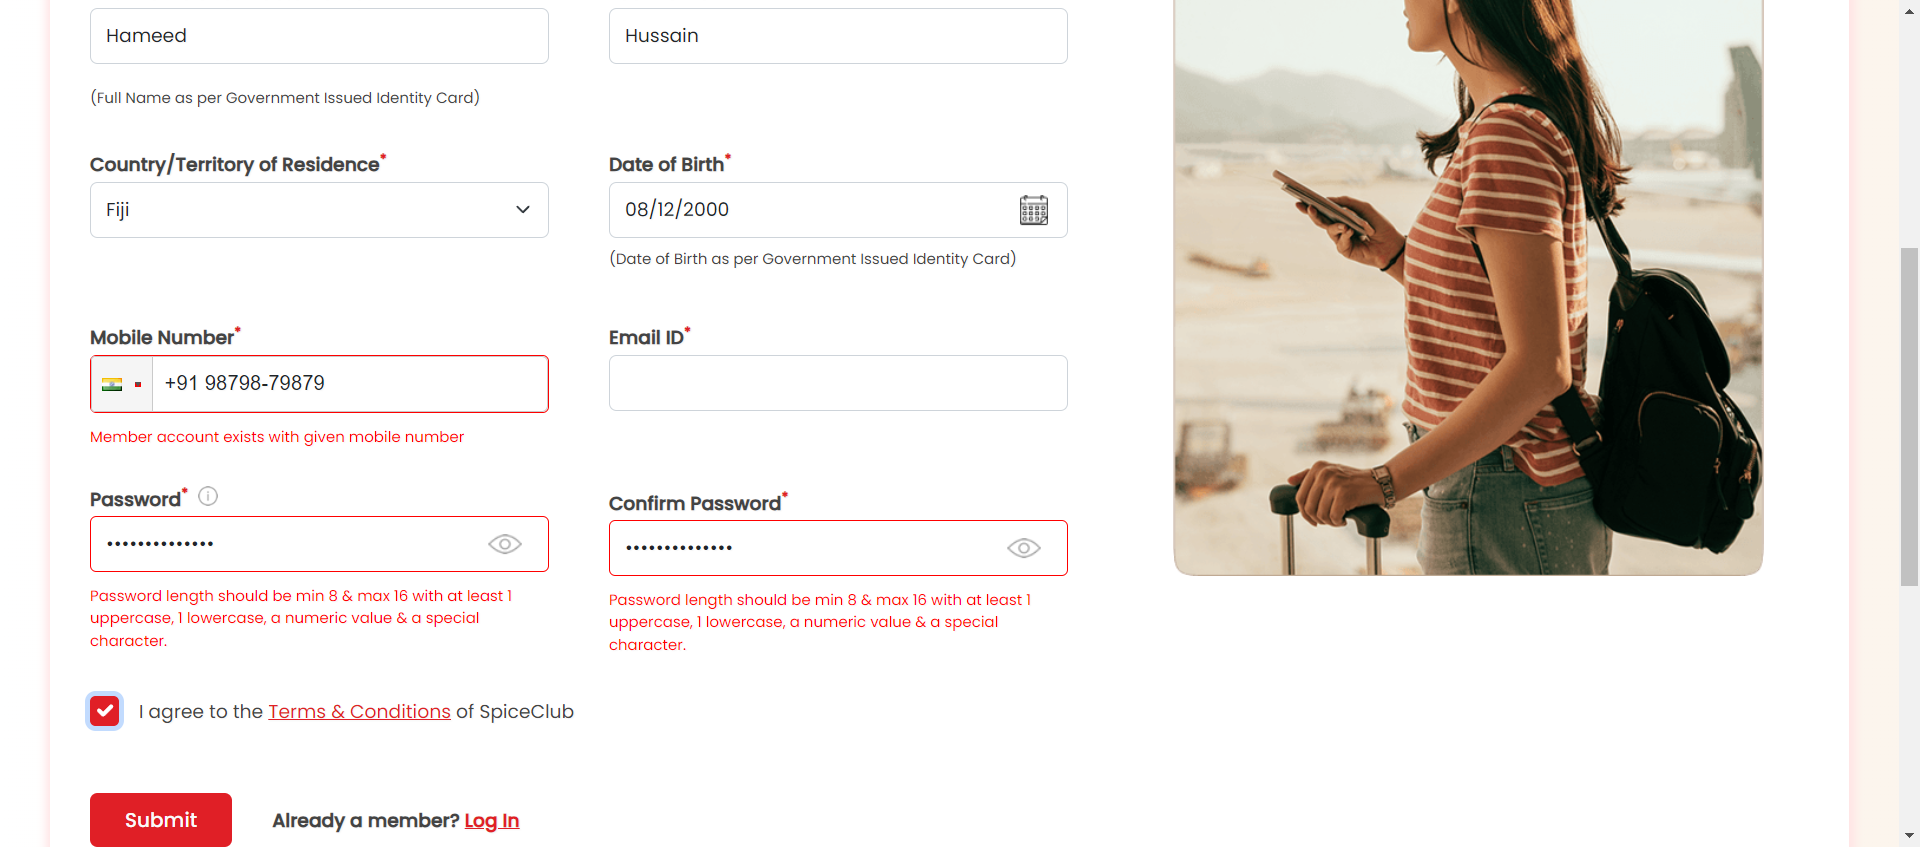 Hameed
Hussain
(Full Name as per Government Issued Identity Card)
Country/Territory of Residence*
Date of Birth*
Fiji
08/12/2000
(Date of Birth as per Government Issued Identity Card)
Mobile Number*
Email ID*
+91 98798-79879
Member account exists with given mobile number
Password*
Confirm Password*
••••••••••••••
••••••••••••••
Password length should be min 8 & max 16 with at least 1
uppercase, 1 lowercase, a numeric value & a special
character.
Password length should be min 8 & max 16 with at least 1
uppercase, 1 lowercase, a numeric value & a special
character.
I agree to the Terms & Conditions of SpiceClub
Submit
Already a member? Log In